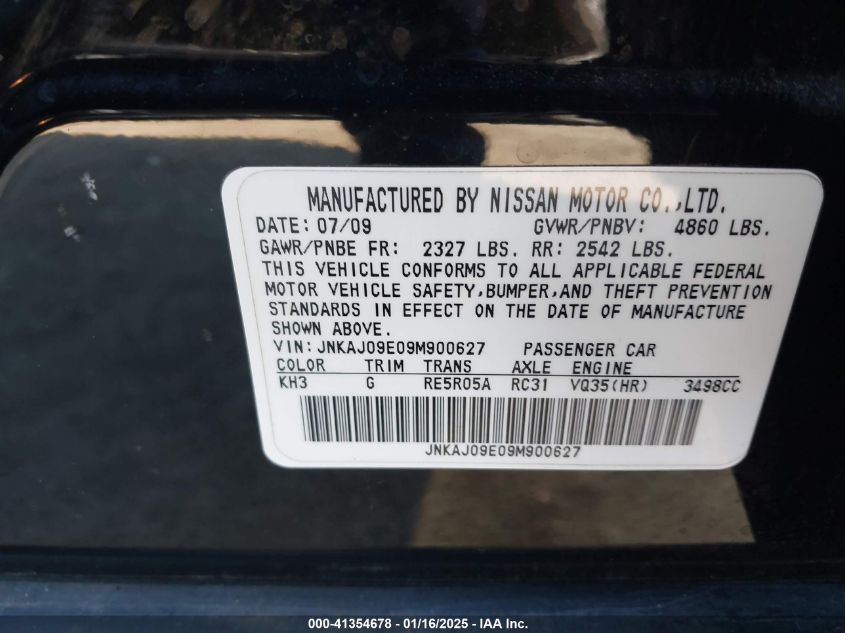 MANUFACTURED BY NISSAN MOTOR CO.,LTD.
DATE: 07/09 GVWR/PNBV: 4860 LBS.
GAWR/PNBE FR: 2327 LBS. RR: 2542 LBS.
THIS VEHICLE CONFORMS TO ALL APPLICABLE FEDERAL
MOTOR VEHICLE SAFETY,BUMPER,AND THEFT PREVENTION
STANDARDS IN EFFECT ON THE DATE OF MANUFACTURE
SHOWN ABOVE.
VIN: JNKAJ09E09M900627 PASSENGER CAR
COLOR TRIM TRANS AXLE ENGINE
KH3 G RE5R05A RC31 VQ35(HR) 3498CC
JNKAJ09E09M900627
000-41354678 - 01/16/2025 - IAA Inc.